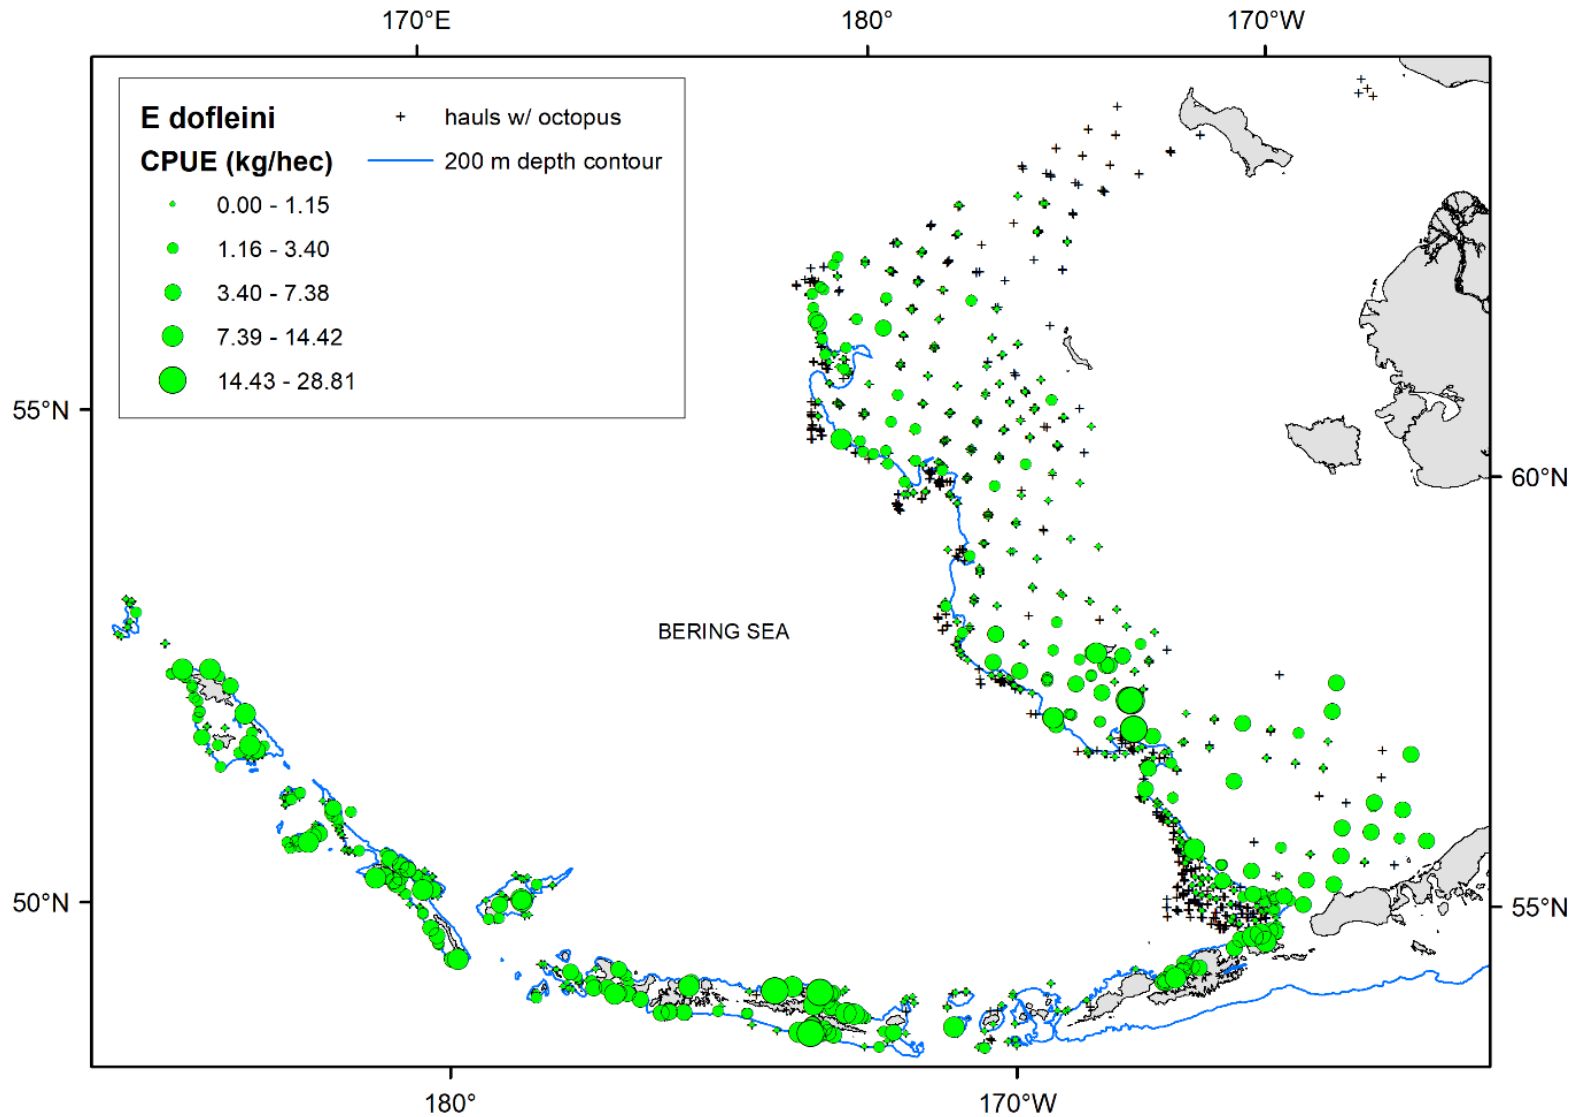 170°E 180° 170°W
E dofleini
+ hauls w/ octopus
CPUE (kg/hec)
200 m depth contour
0.00 - 1.15
1.16 - 3.40
3.40 - 7.38
7.39 - 14.42
14.43 - 28.81
55°N
60°N
BERING SEA
50°N
55°N
180° 170°W